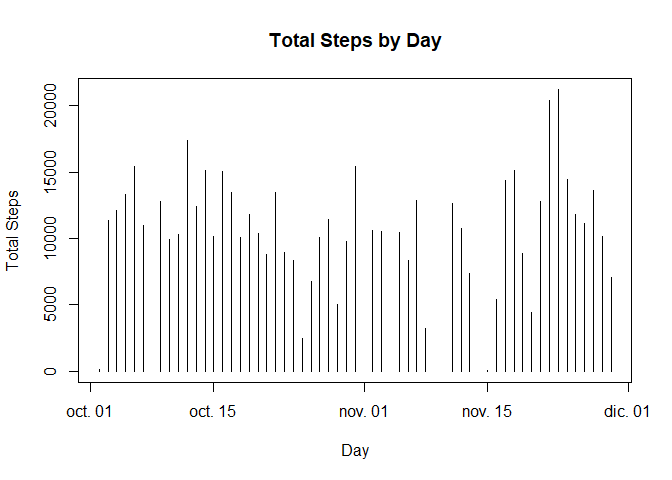 Total Steps by Day
Total Steps
20000
15000
10000
5000
0
oct. 01 oct. 15 nov. 01 nov. 15 dic. 01
Day